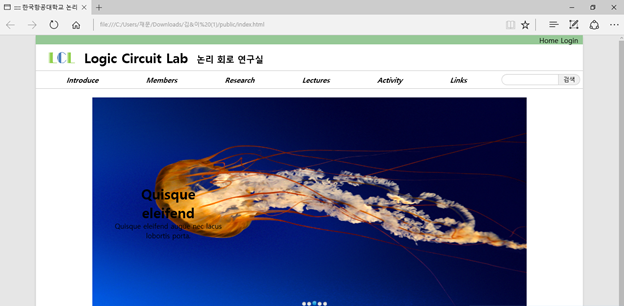 한국항공대학교 논리
file:///C:/Users/재훈/Downloads/김&이%20(1)/public/index.html
Home Login
LCL Logic Circuit Lab 논리 회로 연구실
Introduce Members Research Lectures Activity Links 검색
Quisque
eleifend
Quisque eleifend augue nec lacus
lobortis porta